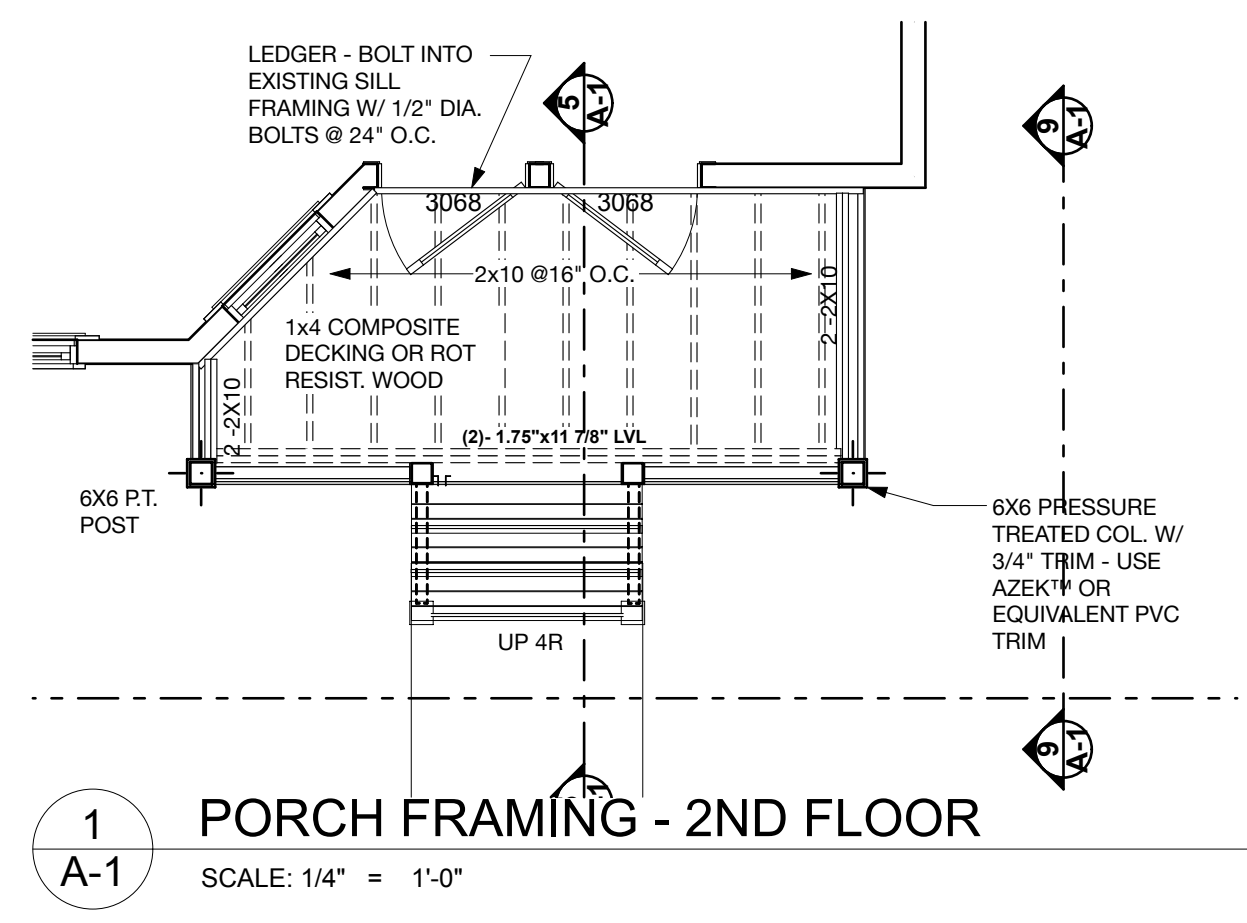 LEDGER - BOLT INTO
EXISTING SILL
FRAMING W/ 1/2" DIA.
BOLTS @ 24" O.C.
5
A-1
9
A-1
3068
3068
2x10 @16" O.C.
2 -2X10
1x4 COMPOSITE
DECKING OR ROT
RESIST. WOOD
2 -2X10
(2)- 1.75"x11 7/8" LVL
6X6 P.T.
POST
6X6 PRESSURE
TREATED COL. W/
3/4" TRIM - USE
AZEK™ OR
EQUIVALENT PVC
TRIM
UP 4R
9
A-1
1
A-1
PORCH FRAMING - 2ND FLOOR
SCALE: 1/4" = 1'-0"